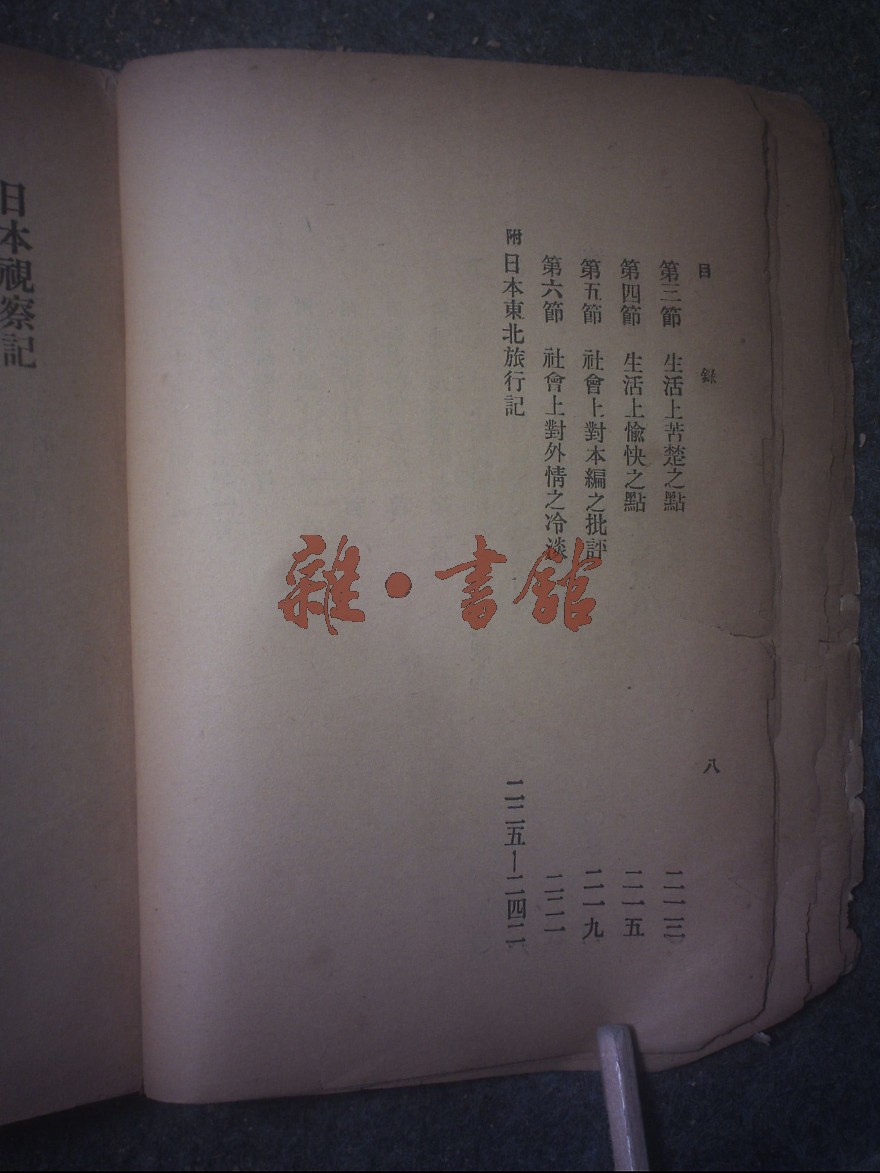 目 錄 八
第三節 生活上苦楚之點 二一三
第四節 生活上愉快之點 二一五
第五節 社會上對本編之批評 二一九
第六節 社會上對外情之冷淡 二二一
附 日本東北旅行記 二二五—二四二
日本視察記
雜·書館